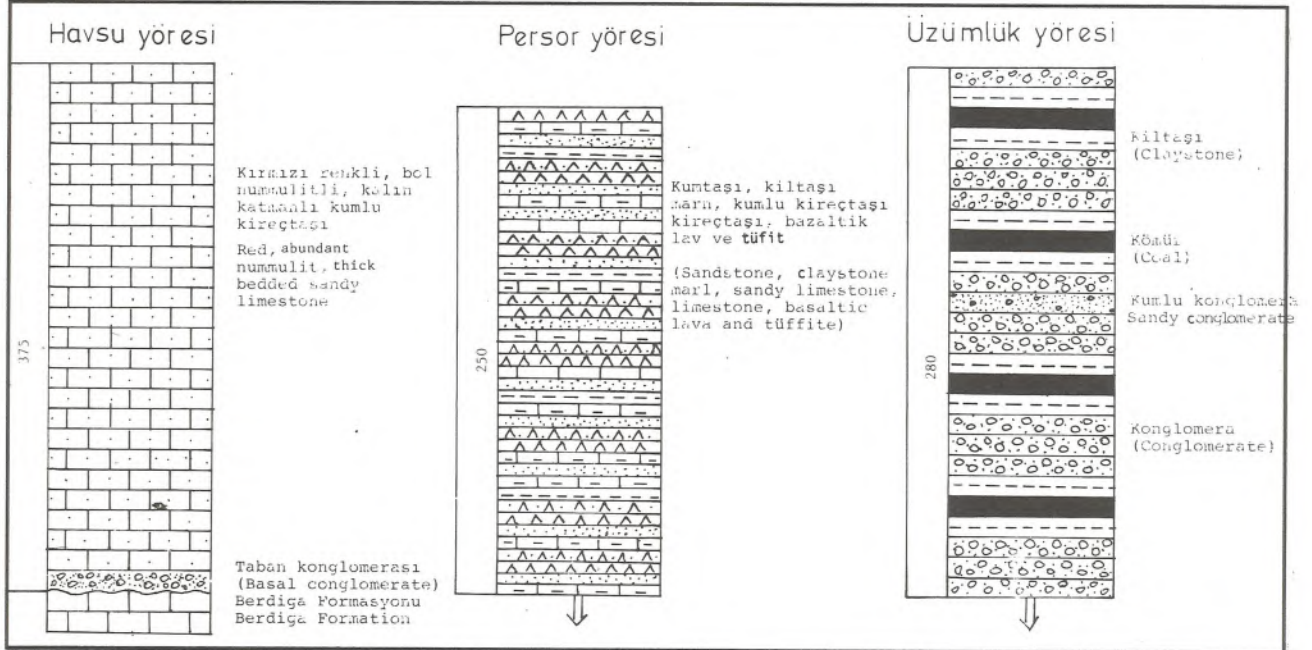 Havsu yöresi
375
Kırmızı renkli, bol
nummulitli, kalın
katmanlı kumlu
kireçtaşı
Red, abundant
nummulit, thick
bedded sandy
limestone
Taban konglomerası
(Basal conglomerate)
Berdiga Formasyonu
Berdiga Formation
Persor yöresi
250
Kumtaşı, kiltaşı
marn, kumlu kireçtaşı
kireçtaşı, bazaltik
lav ve tüfit
(Sandstone, claystone
marl, sandy limestone,
limestone, basaltic
lava and tüffite)
Üzümlük yöresi
280
Kiltaşı
(Claystone)
Kömür
(Coal)
Kumlu konglomera
Sandy conglomerate
Konglomera
(Conglomerate)